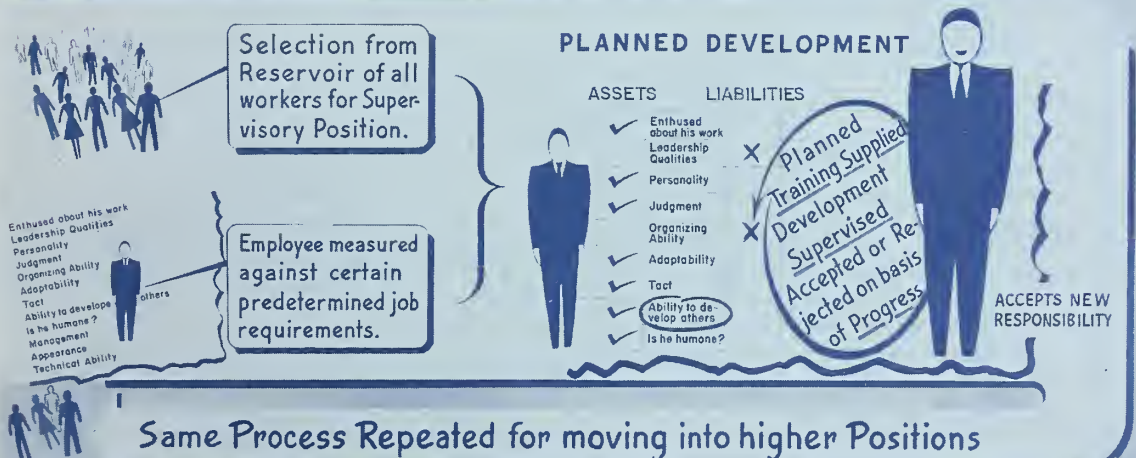 Selection from
Reservoir of all
workers for Super-
visory Position.
Enthused about his work
Leadership Qualities
Personality
Judgment
Organizing Ability
Adaptability
Tact
Ability to develope others
Is he humane?
Management
Appearance
Technical Ability
Employee measured
against certain
predetermined job
requirements.
PLANNED DEVELOPMENT
ASSETS LIABILITIES
Enthused
about his work
Leadership
Qualities
Personality
Judgment
Organizing
Ability
Adaptability
Tact
Ability to de-
velop others
Is he humane?
Planned
Training Supplied
Development
Supervised
Accepted or Re-
jected on basis
of Progress
ACCEPTS NEW
RESPONSIBILITY
Same Process Repeated for moving into higher Positions